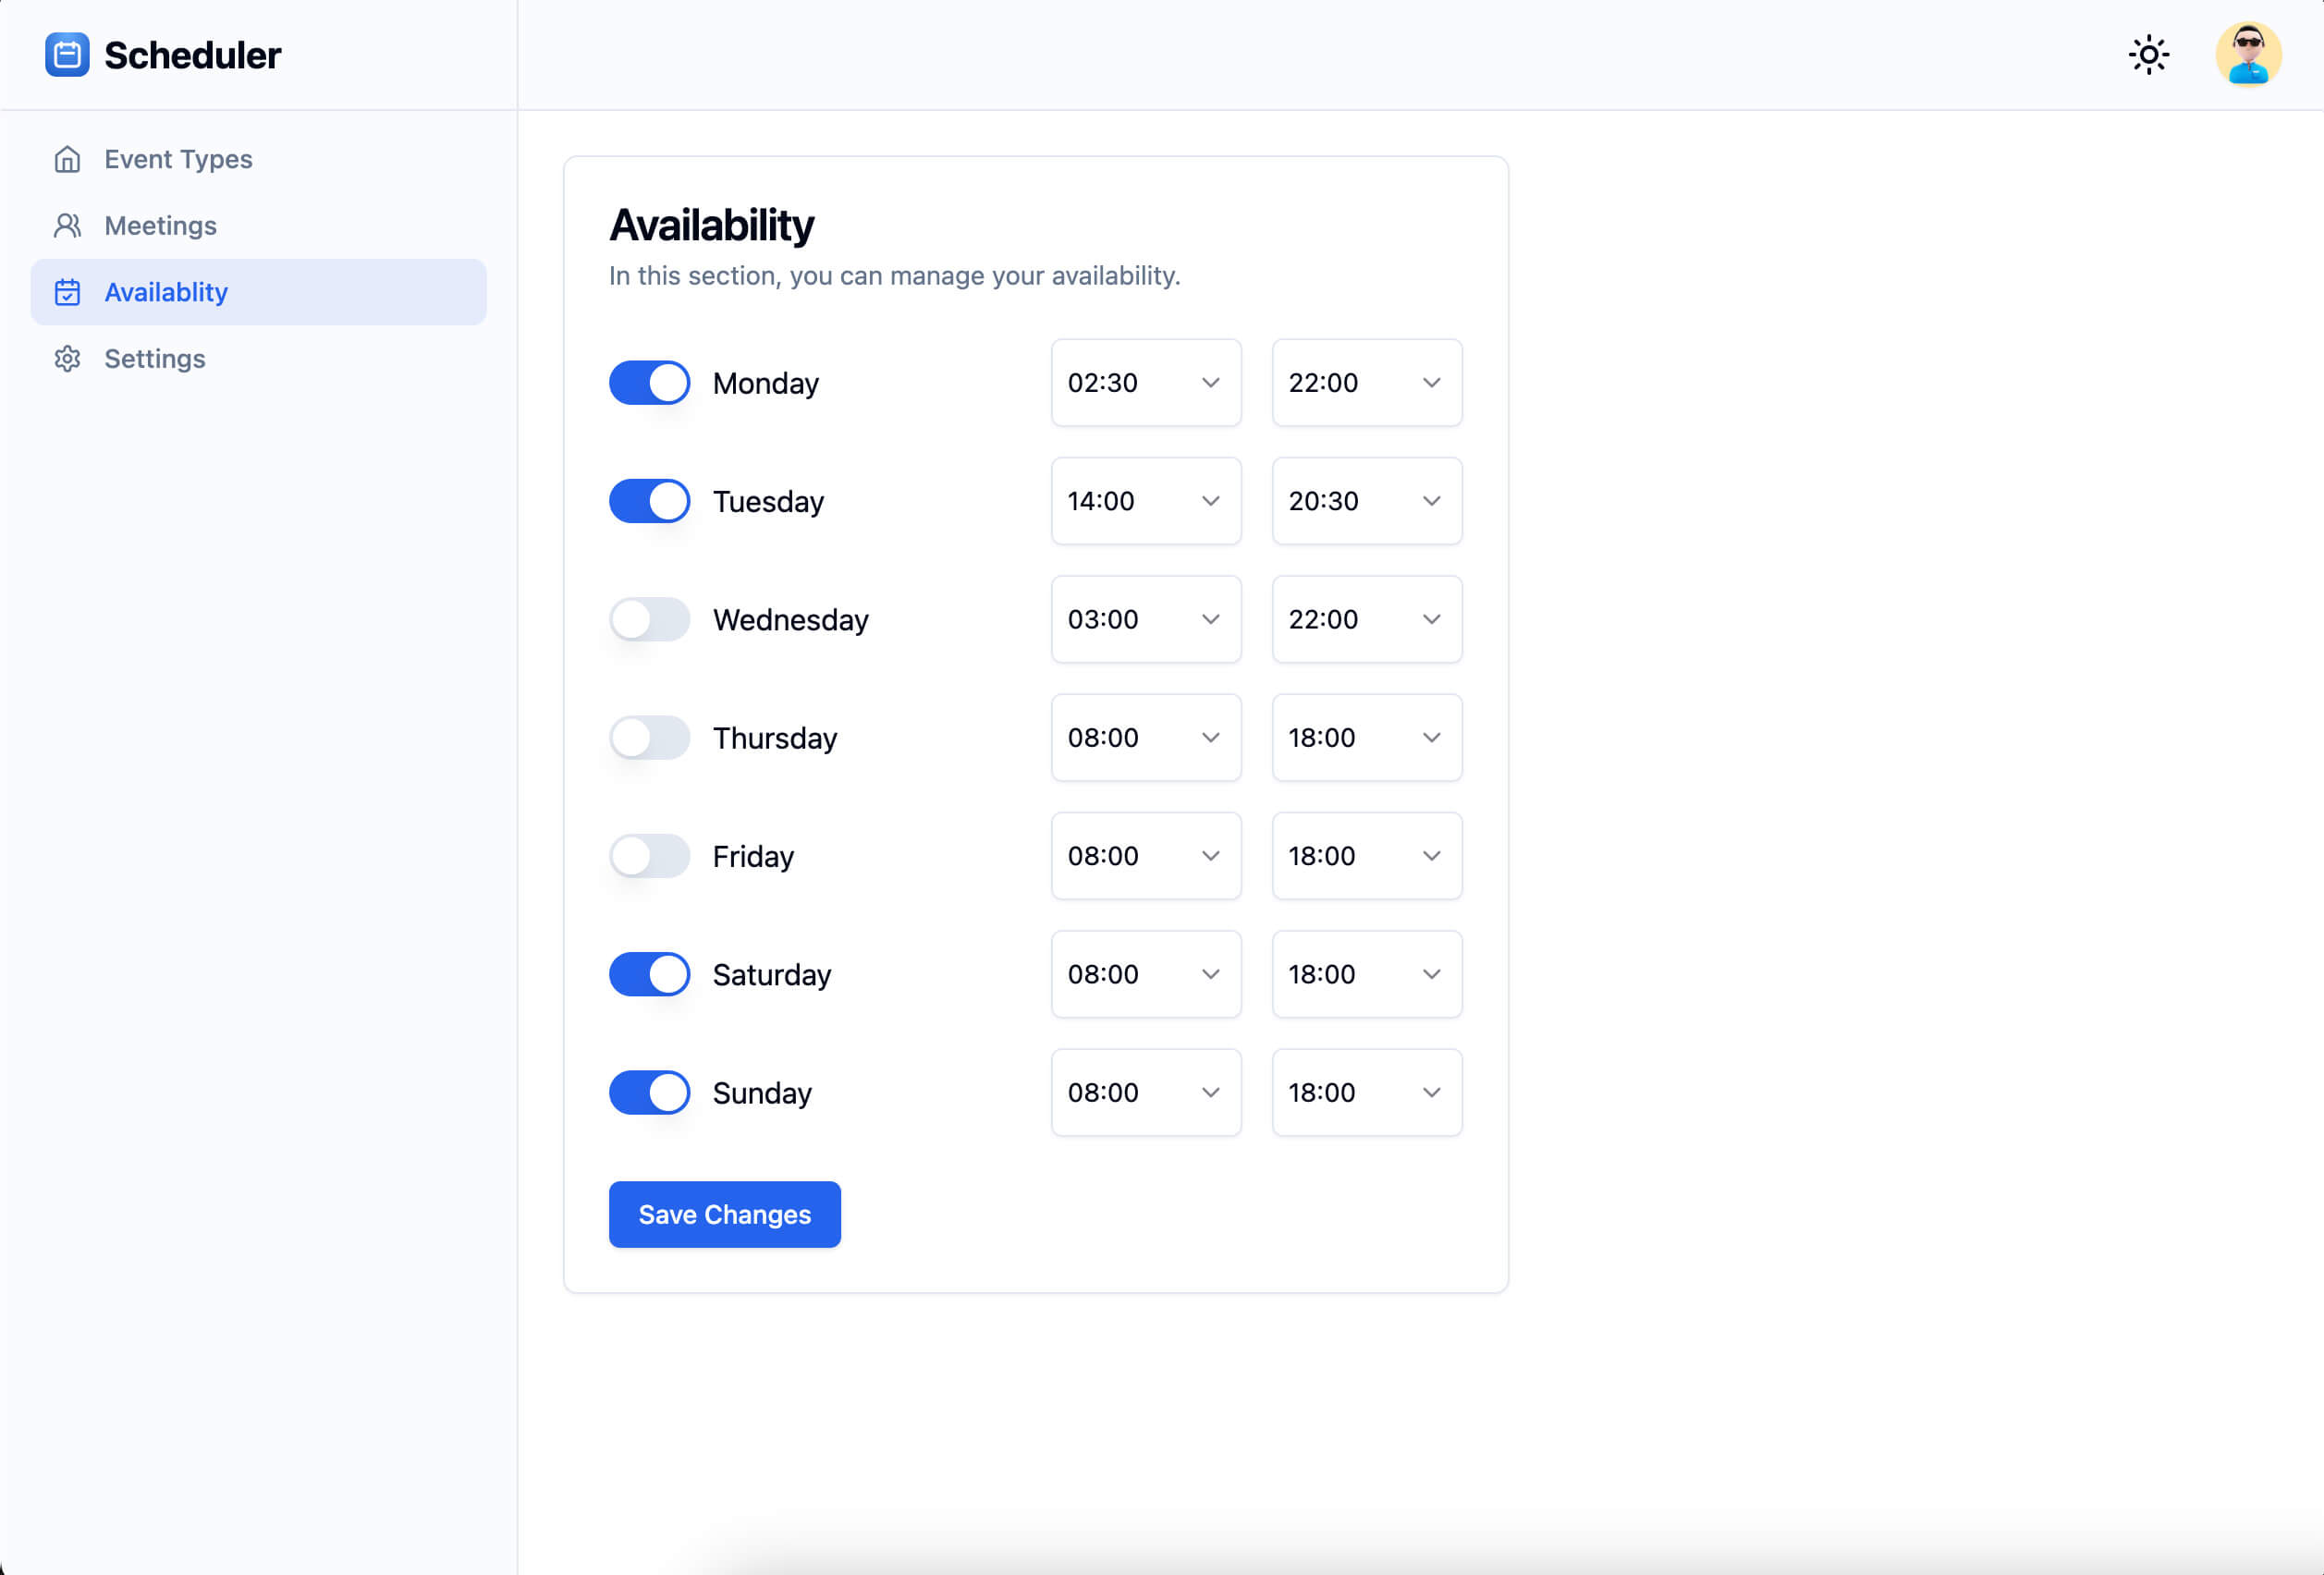 Scheduler
Event Types
Meetings
Availablity
Settings
Availability
In this section, you can manage your availability.
Monday 02:30 22:00
Tuesday 14:00 20:30
Wednesday 03:00 22:00
Thursday 08:00 18:00
Friday 08:00 18:00
Saturday 08:00 18:00
Sunday 08:00 18:00
Save Changes